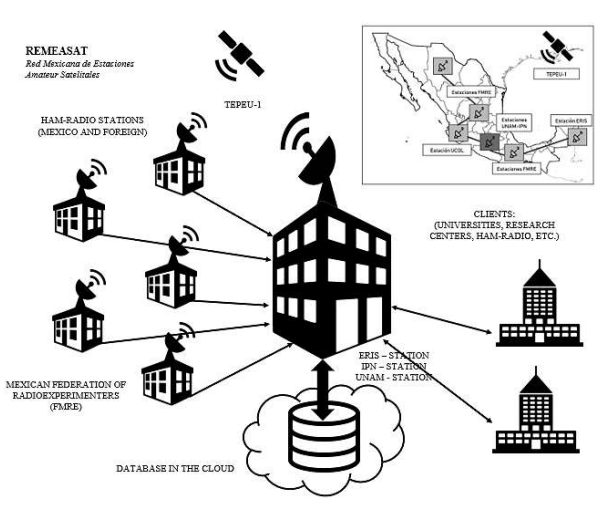 REMEASAT
Red Mexicana de Estaciones
Amateur Satelitales
TEPEU-1
HAM-RADIO STATIONS
(MEXICO AND FOREIGN)
TEPEU-1
Estaciones FMRE
Estaciones
UNAM-IPN
Estación ERIS
Estación UCOL
Estaciones FMRE
CLIENTS:
(UNIVERSITIES, RESEARCH
CENTERS, HAM-RADIO, ETC.)
ERIS – STATION
IPN – STATION
UNAM - STATION
MEXICAN FEDERATION OF
RADIOEXPERIMENTERS
(FMRE)
DATABASE IN THE CLOUD